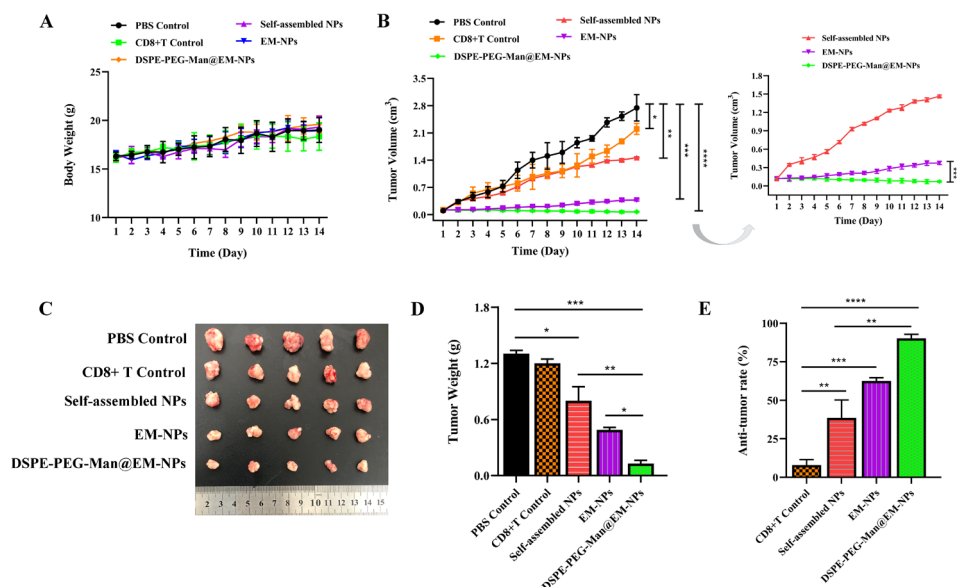 A
PBS Control
CD8+T Control
DSPE-PEG-Man@EM-NPs
Self-assembled NPs
EM-NPs
25
20
15
10
Body Weight (g)
1 2 3 4 5 6 7 8 9 10 11 12 13 14
Time (Day)
B
PBS Control
CD8+T Control
DSPE-PEG-Man@EM-NPs
Self-assembled NPs
EM-NPs
3.5
2.8
2.1
1.4
0.7
0.0
Tumor Volume (cm3)
1 2 3 4 5 6 7 8 9 10 11 12 13 14
Time (Day)
*
**
***
****
Self-assembled NPs
EM-NPs
DSPE-PEG-Man@EM-NPs
1.8
1.5
1.2
0.9
0.6
0.3
0.0
Tumor Volume (cm3)
1 2 3 4 5 6 7 8 9 10 11 12 13 14
Time (Day)
***
C
PBS Control
CD8+ T Control
Self-assembled NPs
EM-NPs
DSPE-PEG-Man@EM-NPs
2 3 4 5 6 7 8 9 10 11 12 13 14 15
D
1.8
1.2
0.6
0.0
Tumor Weight (g)
***
*
**
*
PBS Control
CD8+T Control
Self-assembled NPs
EM-NPs
DSPE-PEG-Man@EM-NPs
E
100
75
50
25
0
Anti-tumor rate (%)
****
**
***
**
CD8+T Control
Self-assembled NPs
EM-NPs
DSPE-PEG-Man@EM-NPs